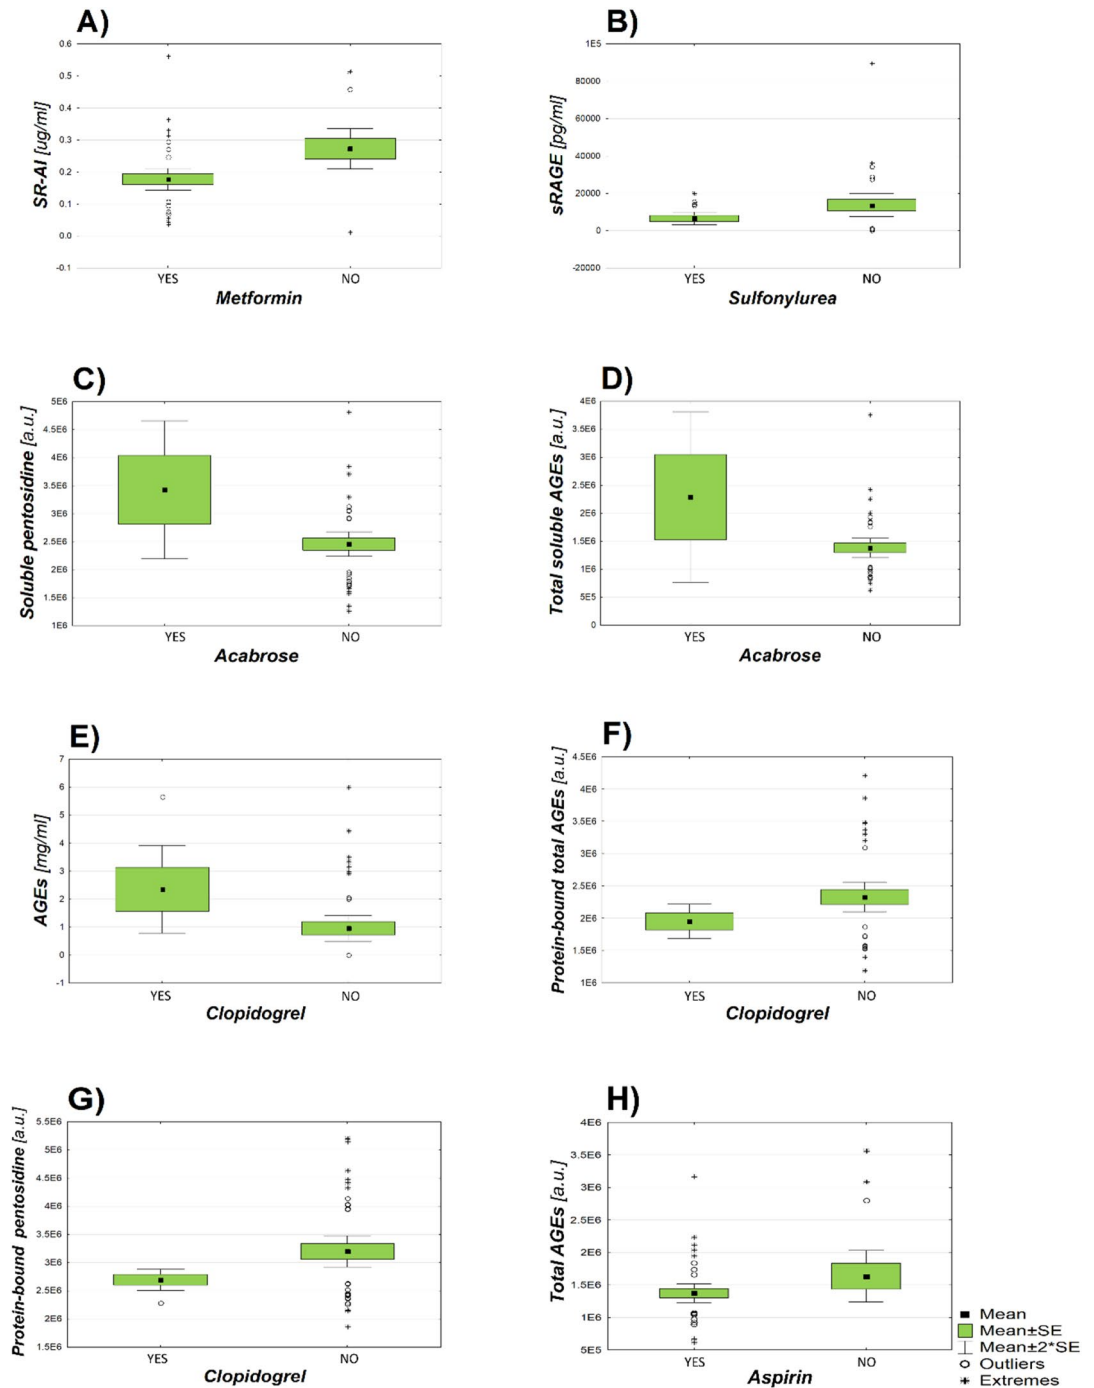 A)
0.6
0.5
0.4
0.3
0.2
0.1
0.0
-0.1
SR-AI [ug/ml]
YES NO
Metformin
B)
1E5
80000
60000
40000
20000
0
-20000
sRAGE [pg/ml]
YES NO
Sulfonylurea
C)
5E6
4.5E6
4E6
3.5E6
3E6
2.5E6
2E6
1.5E6
1E6
Soluble pentosidine [a.u.]
YES NO
Acabrose
D)
4E6
3.5E6
3E6
2.5E6
2E6
1.5E6
1E6
5E5
0
Total soluble AGEs [a.u.]
YES NO
Acabrose
E)
7
6
5
4
3
2
1
0
-1
AGEs [mg/ml]
YES NO
Clopidogrel
F)
4.5E6
4E6
3.5E6
3E6
2.5E6
2E6
1.5E6
1E6
Protein-bound total AGEs [a.u.]
YES NO
Clopidogrel
G)
5.5E6
5E6
4.5E6
4E6
3.5E6
3E6
2.5E6
2E6
1.5E6
Protein-bound pentosidine [a.u.]
YES NO
Clopidogrel
H)
4E6
3.5E6
3E6
2.5E6
2E6
1.5E6
1E6
5E5
Total AGEs [a.u.]
YES NO
Aspirin
Mean
Mean±SE
Mean±2*SE
Outliers
Extremes